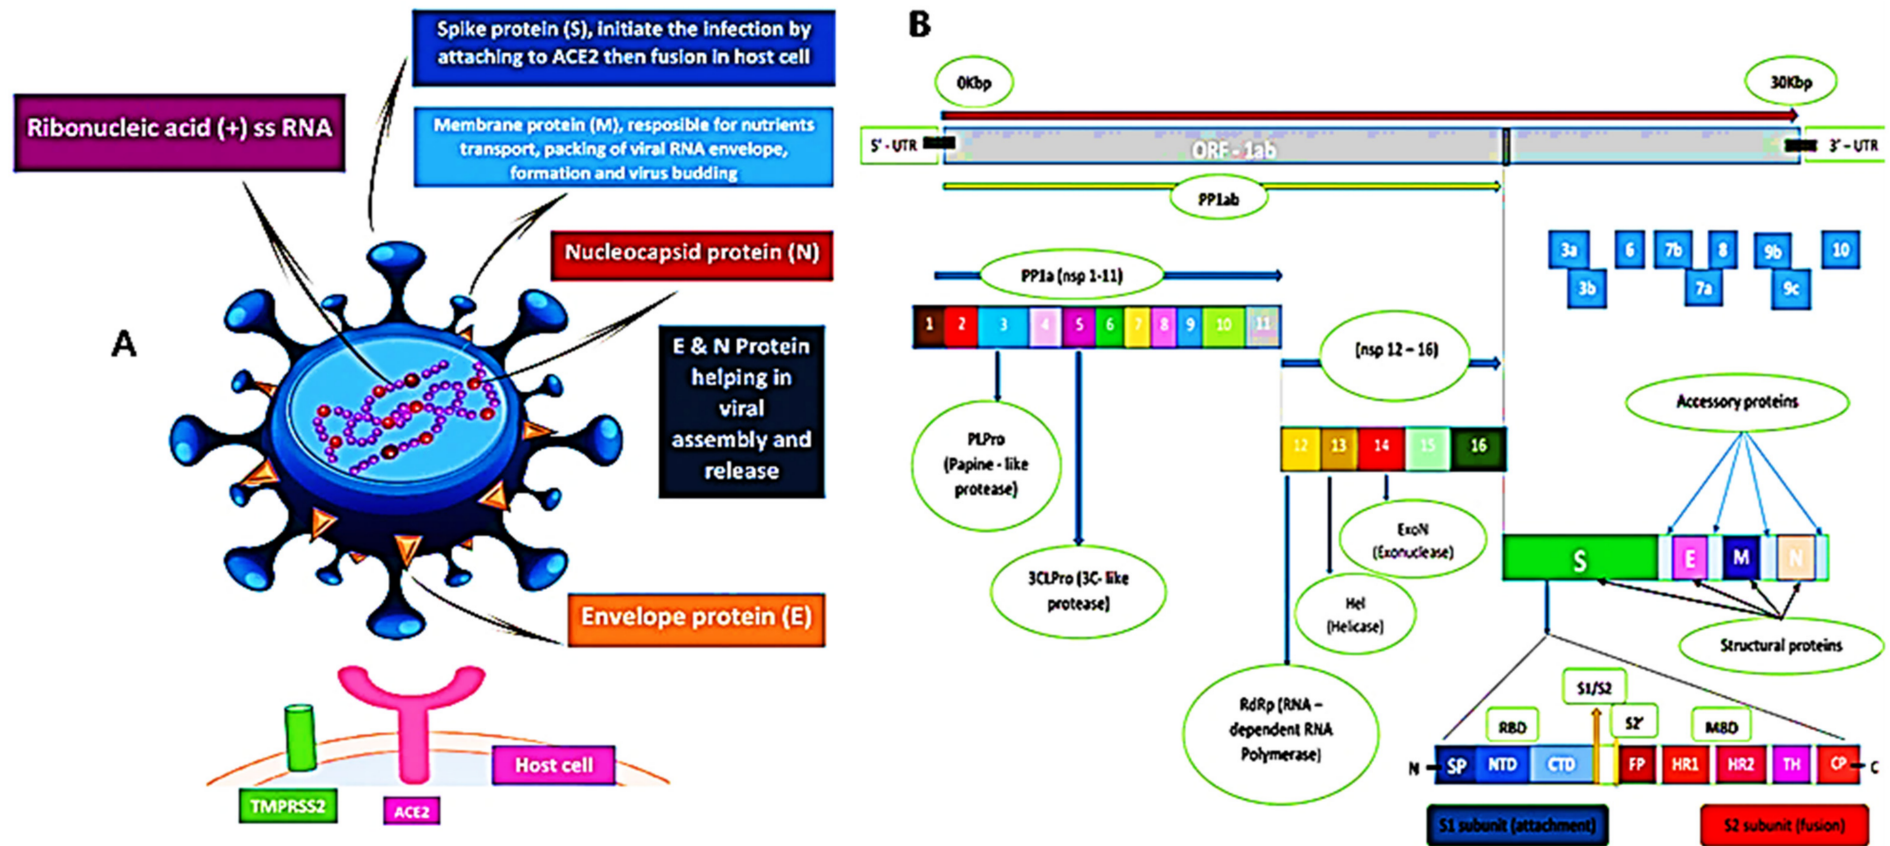 Spike protein (S), initiate the infection by
attaching to ACE2 then fusion in host cell
Ribonucleic acid (+) ss RNA
Membrane protein (M), resposible for nutrients
transport, packing of viral RNA envelope,
formation and virus budding
Nucleocapsid protein (N)
A
E & N Protein
helping in
viral
assembly and
release
Envelope protein (E)
Host cell
TMPRSS2
ACE2
B
0Kbp
30Kbp
5' - UTR
ORF - 1ab
3' - UTR
PP1ab
3a
6
7b
8
9b
10
3b
7a
9c
PP1a (nsp 1-11)
1
2
3
4
5
6
7
8
9
10
11
(nsp 12 - 16)
12
13
14
15
16
PLPro
(Papine - like
protease)
3CLPro (3C- like
protease)
ExoN
(Exonuclease)
Hel
(Helicase)
RdRp (RNA -
dependent RNA
Polymerase)
Accessory proteins
S
E
M
N
Structural proteins
S1/S2
RBD
S2'
MBD
N
SP
NTD
CTD
FP
HR1
HR2
TH
CP
C
S1 subunit (attachment)
S2 subunit (fusion)